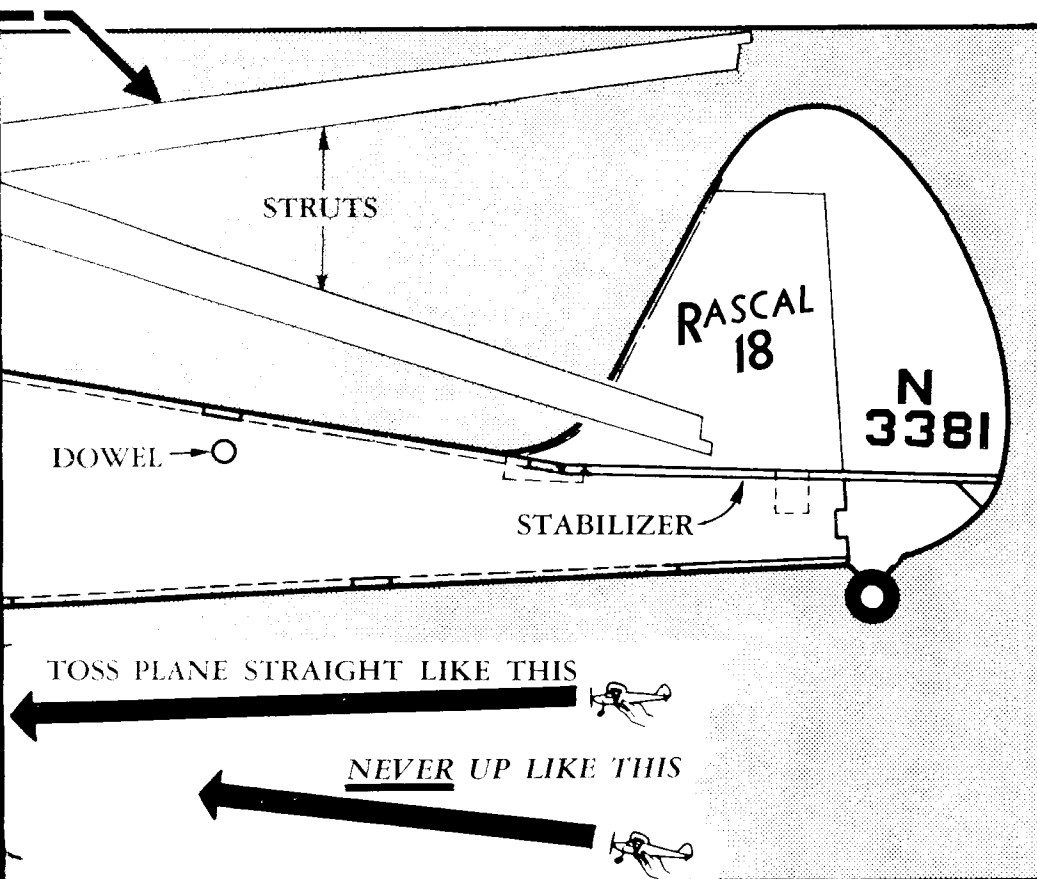 STRUTS
RASCAL
18
N
3381
DOWEL
STABILIZER
TOSS PLANE STRAIGHT LIKE THIS
NEVER UP LIKE THIS